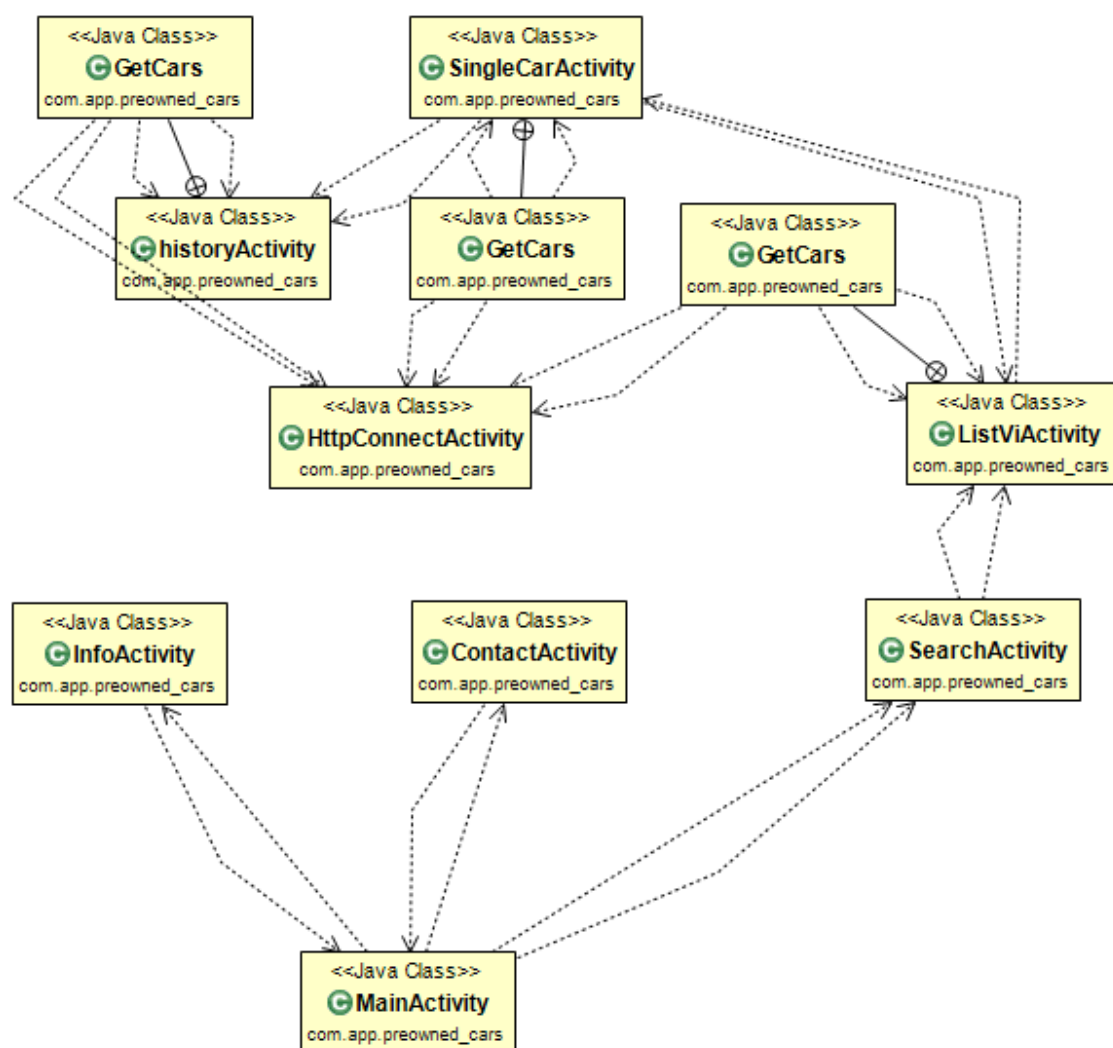 <<Java Class>>
GetCars
com.app.preowned_cars
<<Java Class>>
SingleCarActivity
com.app.preowned_cars
<<Java Class>>
historyActivity
com.app.preowned_cars
<<Java Class>>
GetCars
com.app.preowned_cars
<<Java Class>>
GetCars
com.app.preowned_cars
<<Java Class>>
HttpConnectActivity
com.app.preowned_cars
<<Java Class>>
ListViActivity
com.app.preowned_cars
<<Java Class>>
InfoActivity
com.app.preowned_cars
<<Java Class>>
ContactActivity
com.app.preowned_cars
<<Java Class>>
SearchActivity
com.app.preowned_cars
<<Java Class>>
MainActivity
com.app.preowned_cars